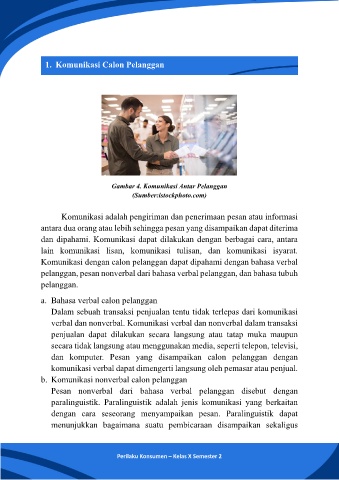 1. Komunikasi Calon Pelanggan
Gambar 4. Komunikasi Antar Pelanggan
(Sumber:istockphoto.com)
Komunikasi adalah pengiriman dan penerimaan pesan atau informasi
antara dua orang atau lebih sehingga pesan yang disampaikan dapat diterima
dan dipahami. Komunikasi dapat dilakukan dengan berbagai cara, antara
lain komunikasi lisan, komunikasi tulisan, dan komunikasi isyarat.
Komunikasi dengan calon pelanggan dapat dipahami dengan bahasa verbal
pelanggan, pesan nonverbal dari bahasa verbal pelanggan, dan bahasa tubuh
pelanggan.
a. Bahasa verbal calon pelanggan
Dalam sebuah transaksi penjualan tentu tidak terlepas dari komunikasi
verbal dan nonverbal. Komunikasi verbal dan nonverbal dalam transaksi
penjualan dapat dilakukan secara langsung atau tatap muka maupun
secara tidak langsung atau menggunakan media, seperti telepon, televisi,
dan komputer. Pesan yang disampaikan calon pelanggan dengan
komunikasi verbal dapat dimengerti langsung oleh pemasar atau penjual.
b. Komunikasi nonverbal calon pelanggan
Pesan nonverbal dari bahasa verbal pelanggan disebut dengan
paralinguistik. Paralinguistik adalah jenis komunikasi yang berkaitan
dengan cara seseorang menyampaikan pesan. Paralinguistik dapat
menunjukkan bagaimana suatu pembicaraan disampaikan sekaligus
Perilaku Konsumen – Kelas X Semester 2